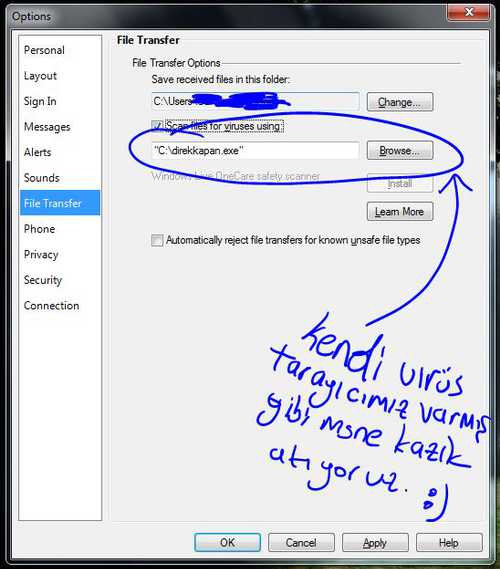 Options
Personal
Layout
Sign In
Messages
Alerts
Sounds
File Transfer
Phone
Privacy
Security
Connection
File Transfer
File Transfer Options
Save received files in this folder:
C:\Users
Change...
Scan files for viruses using
"C:\direkkapan.exe"
Browse...
Windows Live OneCare safety scanner
Install
Learn More
Automatically reject file transfers for known unsafe file types
kendi virüs
tarayıcımız varmış
gibi msne kazık
atıyoruz. :)
OK
Cancel
Apply
Help